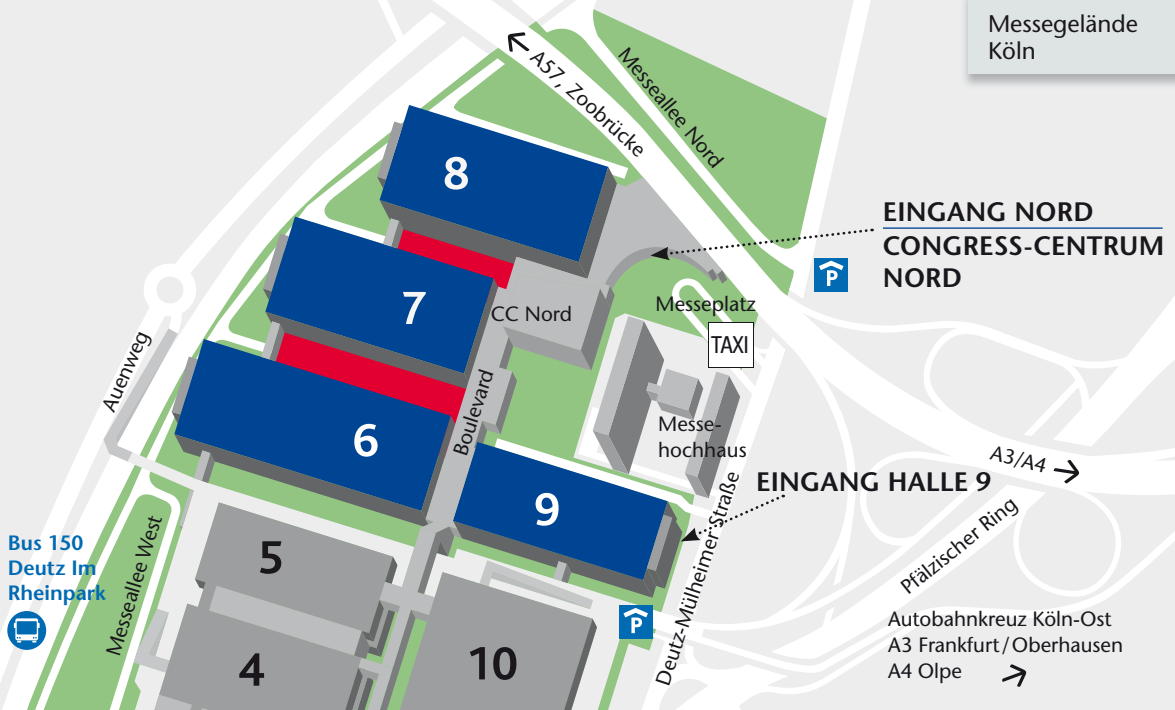 Messegelände
Köln
A57, Zoobrücke
Messeallee Nord
8
EINGANG NORD
CONGRESS-CENTRUM
NORD
P
7
CC Nord
Messeplatz
TAXI
Auenweg
Boulevard
6
Messe-
hochhaus
A3/A4
EINGANG HALLE 9
9
Pfälzischer Ring
Bus 150
Deutz Im
Rheinpark
Messeallee West
5
P
Deutz-Mülheimer Straße
Autobahnkreuz Köln-Ost
A3 Frankfurt/Oberhausen
A4 Olpe
4
10